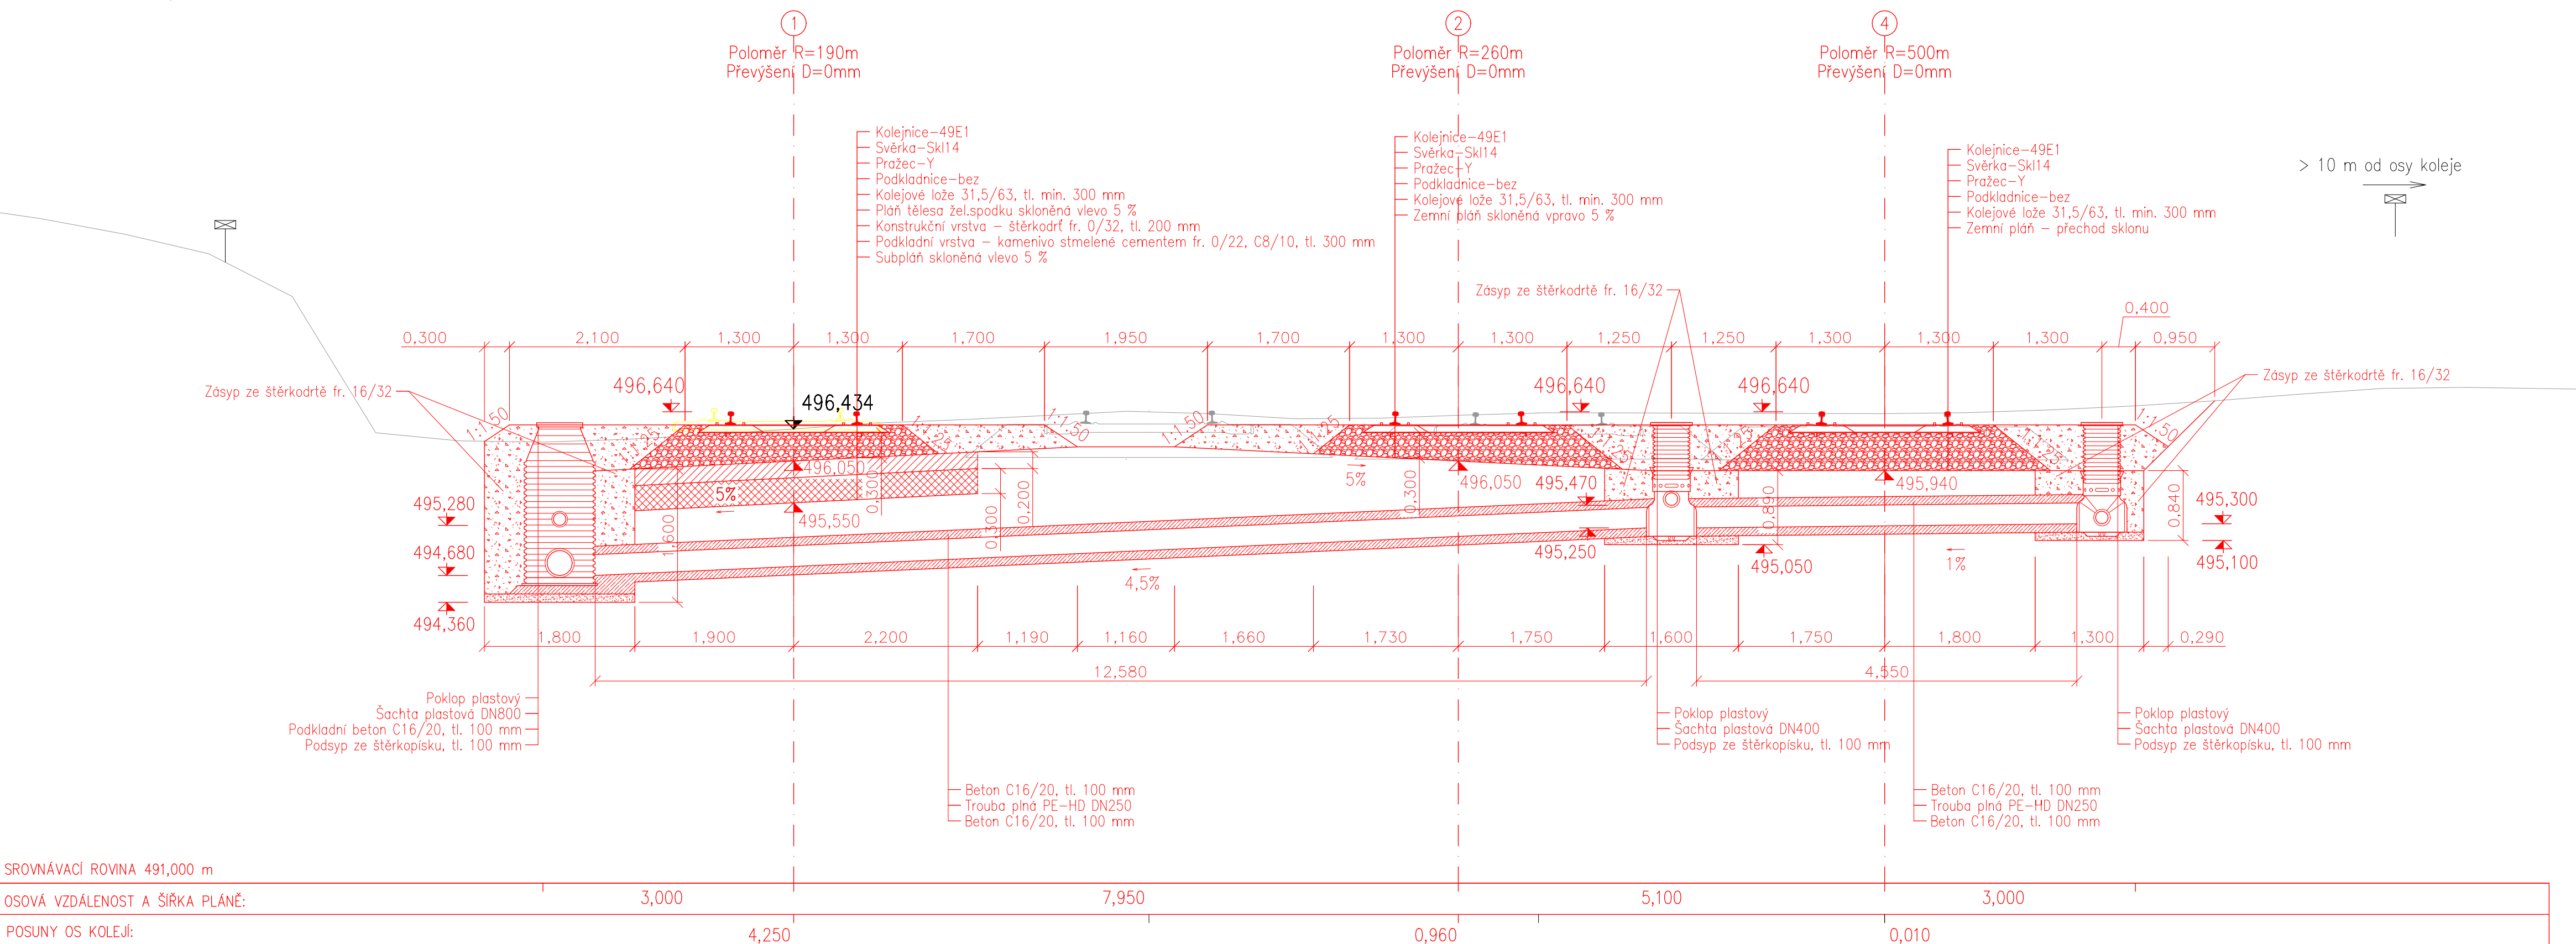 1
Poloměr R=190m
Převýšení D=0mm
2
Poloměr R=260m
Převýšení D=0mm
4
Poloměr R=500m
Převýšení D=0mm
Kolejnice-49E1
Svěrka-Skl14
Pražec-Y
Podkladnice-bez
Kolejové lože 31,5/63, tl. min. 300 mm
Pláň tělesa žel.spodku skloněná vlevo 5 %
Konstrukční vrstva - štěrkodrť fr. 0/32, tl. 200 mm
Podkladní vrstva - kamenivo stmelené cementem fr. 0/22, C8/10, tl. 300 mm
Subpláň skloněná vlevo 5 %
Kolejnice-49E1
Svěrka-Skl14
Pražec-Y
Podkladnice-bez
Kolejové lože 31,5/63, tl. min. 300 mm
Zemní pláň skloněná vpravo 5 %
Kolejnice-49E1
Svěrka-Skl14
Pražec-Y
Podkladnice-bez
Kolejové lože 31,5/63, tl. min. 300 mm
Zemní pláň - přechod sklonu
> 10 m od osy koleje
Zásyp ze štěrkodrtě fr. 16/32
0,400
0,300 2,100 1,300 1,300 1,700 1,950 1,700 1,300 1,300 1,250 1,250 1,300 1,300 1,300 0,950
Zásyp ze štěrkodrtě fr. 16/32
496,640
496,434
496,640
496,640
Zásyp ze štěrkodrtě fr. 16/32
1:1.50
1:1.25
1:1.25
1:1.50
1:1.50
1:1.25
1:1.25
1:1.25
1:1.25
1:1.50
496,050
0,300
5%
495,550
1,600
0,300
0,200
5%
0,300
496,050
495,470
495,250
495,940
0,890
495,050
0,840
495,300
495,100
495,280
494,680
494,360
4,5%
1%
1,800 1,900 2,200 1,190 1,160 1,660 1,730 1,750 1,600 1,750 1,800 1,300 0,290
12,580
4,550
Poklop plastový
Šachta plastová DN800
Podkladní beton C16/20, tl. 100 mm
Podsyp ze štěrkopísku, tl. 100 mm
Poklop plastový
Šachta plastová DN400
Podsyp ze štěrkopísku, tl. 100 mm
Poklop plastový
Šachta plastová DN400
Podsyp ze štěrkopísku, tl. 100 mm
Beton C16/20, tl. 100 mm
Trouba plná PE-HD DN250
Beton C16/20, tl. 100 mm
Beton C16/20, tl. 100 mm
Trouba plná PE-HD DN250
Beton C16/20, tl. 100 mm
SROVNÁVACÍ ROVINA 491,000 m
OSOVÁ VZDÁLENOST A ŠÍŘKA PLÁNĚ: 3,000 7,950 5,100 3,000
POSUNY OS KOLEJÍ: 4,250 0,960 0,010